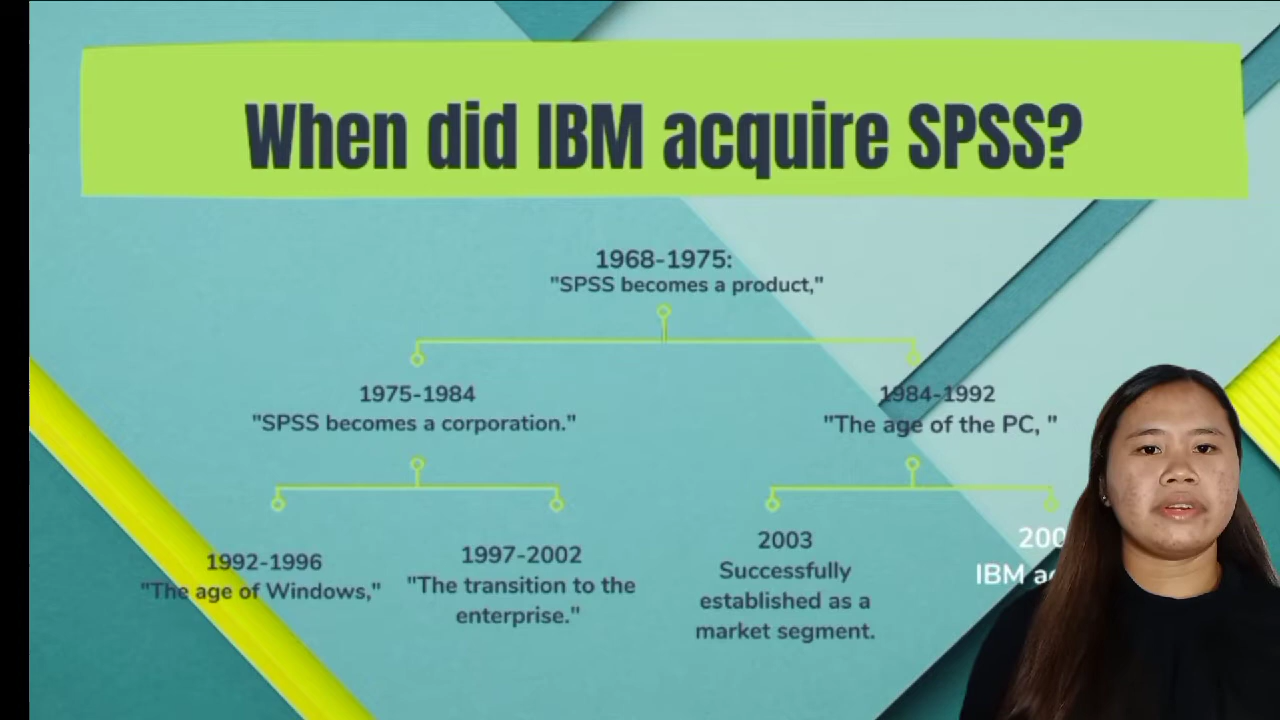 When did IBM acquire SPSS?
1968-1975:
"SPSS becomes a product,"
1975-1984
"SPSS becomes a corporation."
1984-1992
"The age of the PC, "
1992-1996
"The age of Windows,"
1997-2002
"The transition to the
enterprise."
2003
Successfully
established as a
market segment.
IBM